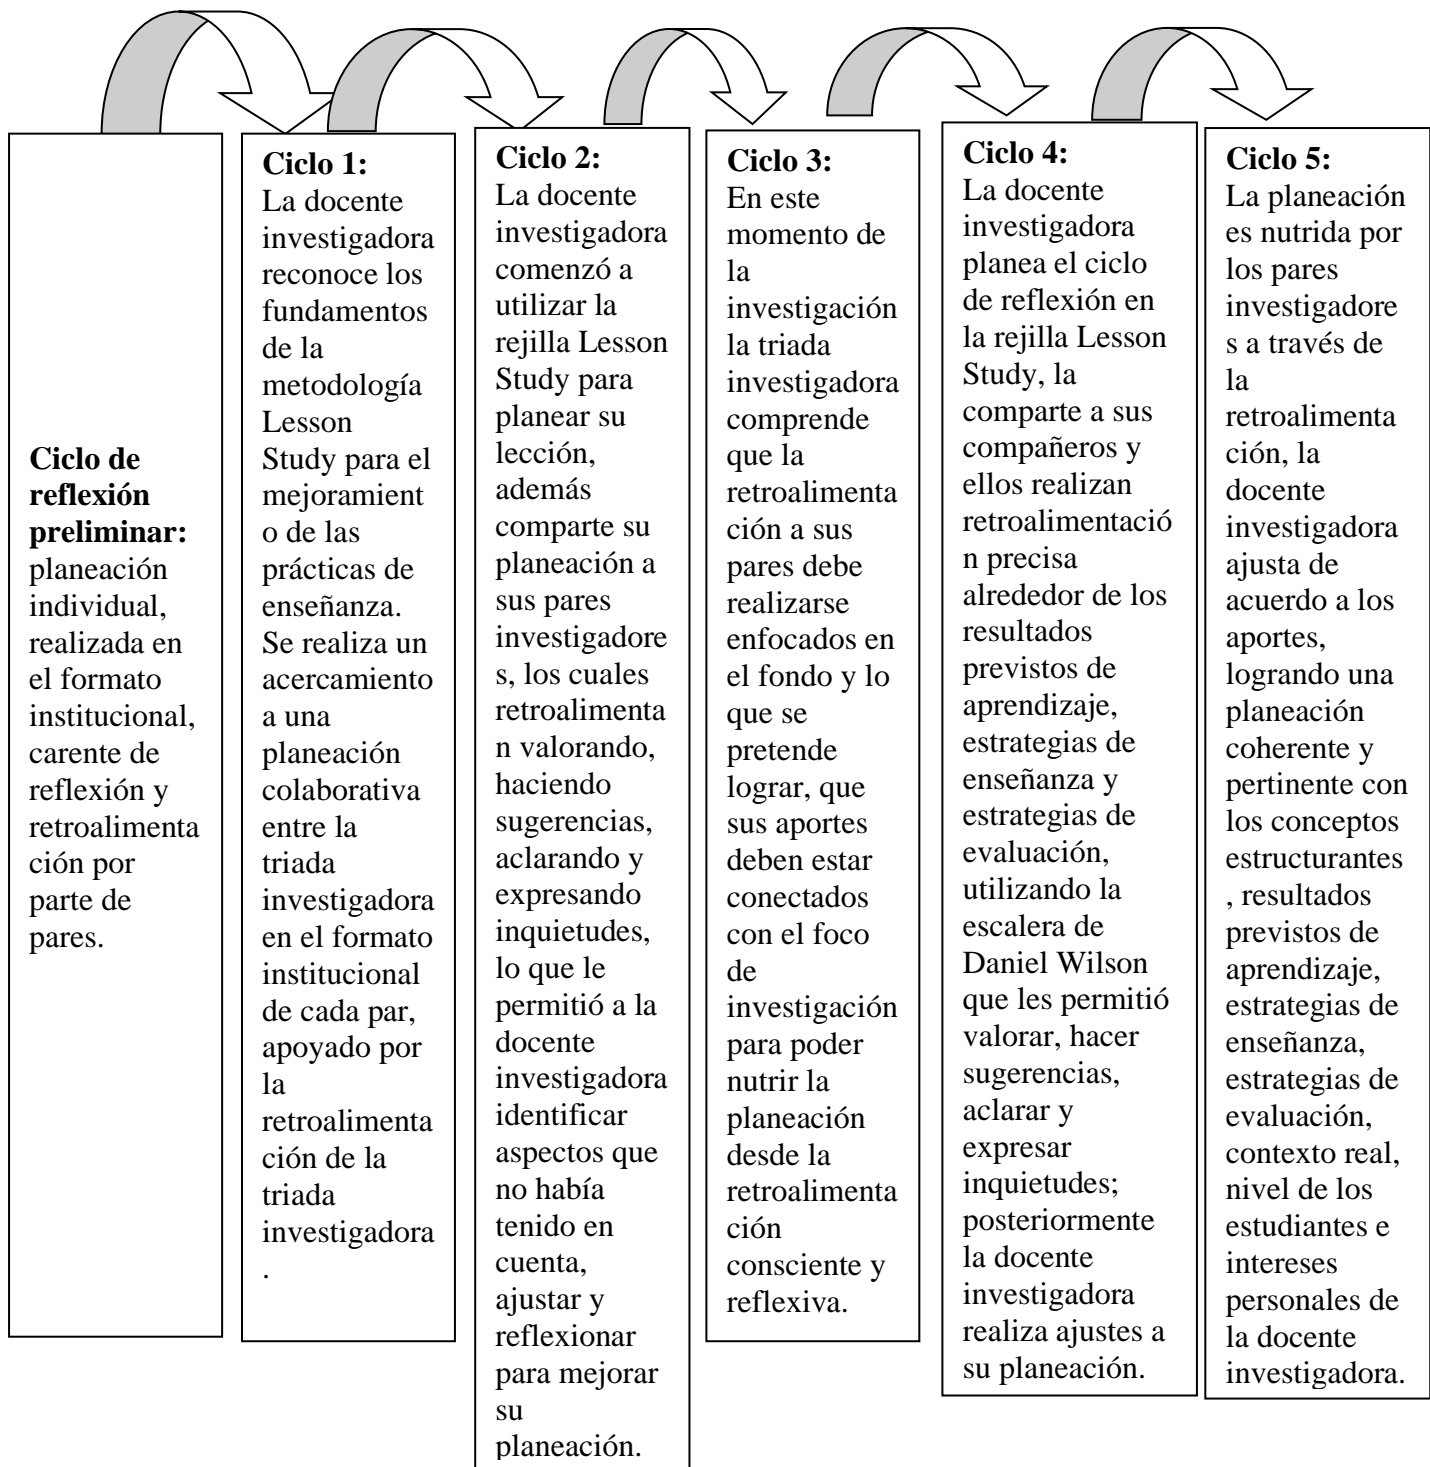 Ciclo de
reflexión
preliminar:
planeación
individual,
realizada en
el formato
institucional,
carente de
reflexión y
retroalimenta
ción por
parte de
pares.
Ciclo 1:
La docente
investigadora
reconoce los
fundamentos
de la
metodología
Lesson
Study para el
mejoramient
o de las
prácticas de
enseñanza.
Se realiza un
acercamiento
a una
planeación
colaborativa
entre la
triada
investigadora
en el formato
institucional
de cada par,
apoyado por
la
retroalimenta
ción de la
triada
investigadora
.
Ciclo 2:
La docente
investigadora
comenzó a
utilizar la
rejilla Lesson
Study para
planear su
lección,
además
comparte su
planeación a
sus pares
investigadore
s, los cuales
retroalimenta
n valorando,
haciendo
sugerencias,
aclarando y
expresando
inquietudes,
lo que le
permitió a la
docente
investigadora
identificar
aspectos que
no había
tenido en
cuenta,
ajustar y
reflexionar
para mejorar
su
planeación.
Ciclo 3:
En este
momento de
la
investigación
la triada
investigadora
comprende
que la
retroalimenta
ción a sus
pares debe
realizarse
enfocados en
el fondo y lo
que se
pretende
lograr, que
sus aportes
deben estar
conectados
con el foco
de
investigación
para poder
nutrir la
planeación
desde la
retroalimenta
ción
consciente y
reflexiva.
Ciclo 4:
La docente
investigadora
planea el ciclo
de reflexión en
la rejilla Lesson
Study, la
comparte a sus
compañeros y
ellos realizan
retroalimentació
n precisa
alrededor de los
resultados
previstos de
aprendizaje,
estrategias de
enseñanza y
estrategias de
evaluación,
utilizando la
escalera de
Daniel Wilson
que les permitió
valorar, hacer
sugerencias,
aclarar y
expresar
inquietudes;
posteriormente
la docente
investigadora
realiza ajustes a
su planeación.
Ciclo 5:
La planeación
es nutrida por
los pares
investigadore
s a través de
la
retroalimenta
ción, la
docente
investigadora
ajusta de
acuerdo a los
aportes,
logrando una
planeación
coherente y
pertinente con
los conceptos
estructurantes
, resultados
previstos de
aprendizaje,
estrategias de
enseñanza,
estrategias de
evaluación,
contexto real,
nivel de los
estudiantes e
intereses
personales de
la docente
investigadora.